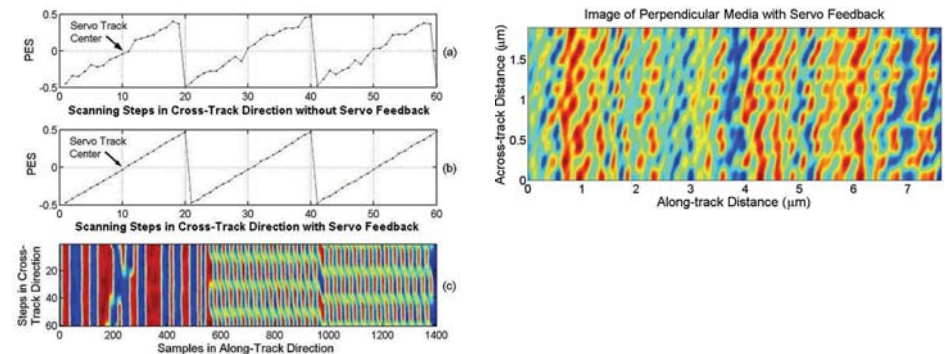 0.5
Servo Track
Center
PES
0
(a)
-0.5
0 10 20 30 40 50 60
Scanning Steps in Cross-Track Direction without Servo Feedback
0.5
Servo Track
Center
PES
0
(b)
-0.5
0 10 20 30 40 50 60
Scanning Steps in Cross-Track Direction with Servo Feedback
Steps in Cross-
Track Direction
20
40
60
(c)
0 200 400 600 800 1000 1200 1400
Samples in Along-Track Direction
Image of Perpendicular Media with Servo Feedback
Across-track Distance (μm)
1.5
1
0.5
0
0 1 2 3 4 5 6 7
Along-track Distance (μm)